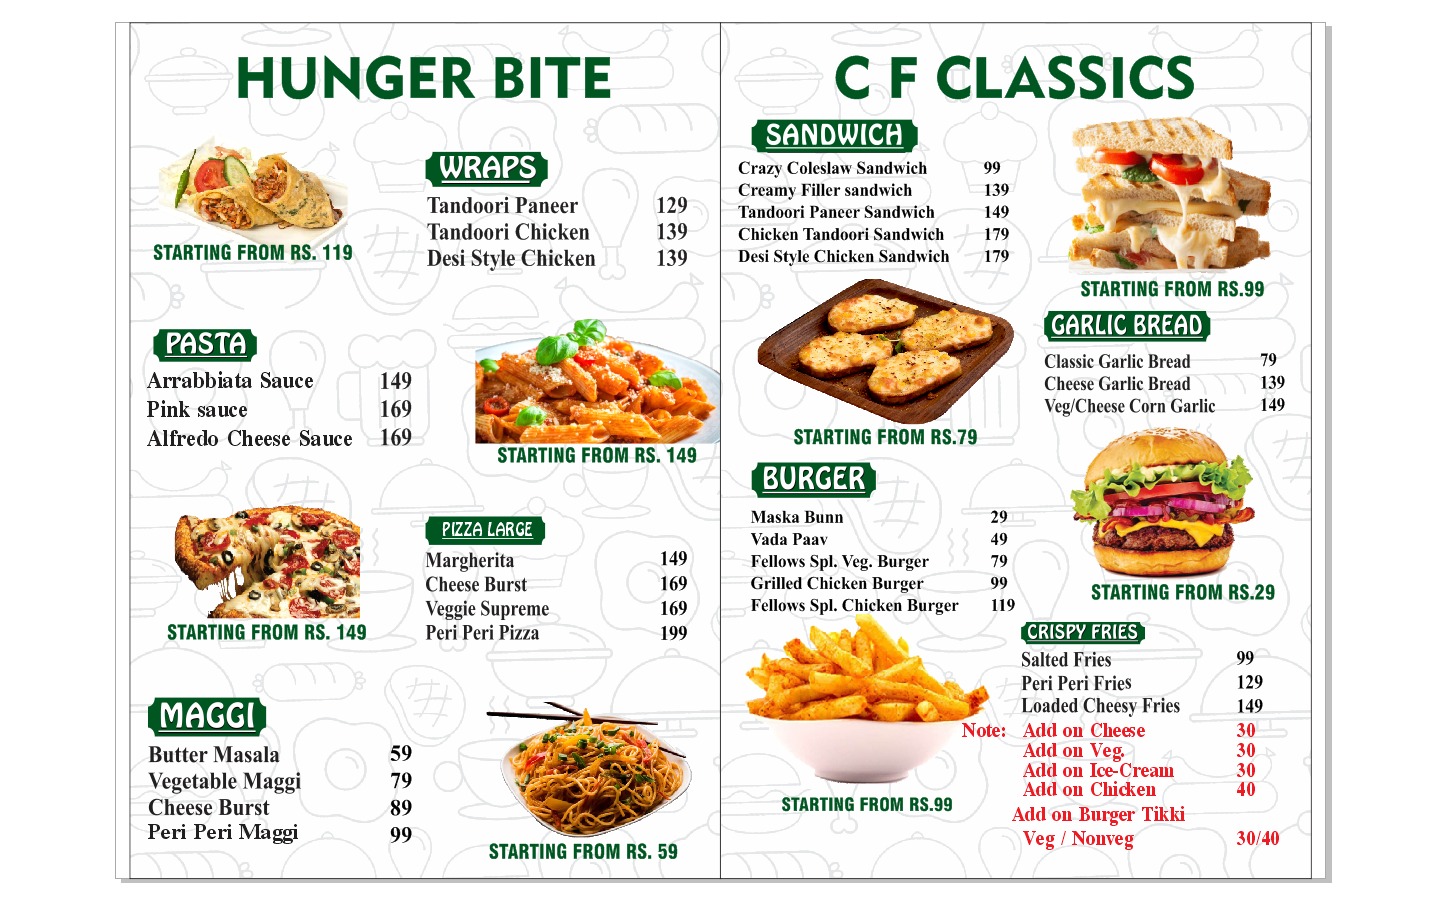 HUNGER BITE
WRAPS
Tandoori Paneer 129
Tandoori Chicken 139
Desi Style Chicken 139
STARTING FROM RS. 119
PASTA
Arrabbiata Sauce 149
Pink sauce 169
Alfredo Cheese Sauce 169
STARTING FROM RS. 149
PIZZA LARGE
Margherita 149
Cheese Burst 169
Veggie Supreme 169
Peri Peri Pizza 199
STARTING FROM RS. 149
MAGGI
Butter Masala 59
Vegetable Maggi 79
Cheese Burst 89
Peri Peri Maggi 99
STARTING FROM RS. 59
C F CLASSICS
SANDWICH
Crazy Coleslaw Sandwich 99
Creamy Filler sandwich 139
Tandoori Paneer Sandwich 149
Chicken Tandoori Sandwich 179
Desi Style Chicken Sandwich 179
STARTING FROM RS.99
GARLIC BREAD
Classic Garlic Bread 79
Cheese Garlic Bread 139
Veg/Cheese Corn Garlic 149
STARTING FROM RS.79
BURGER
Maska Bunn 29
Vada Paav 49
Fellows Spl. Veg. Burger 79
Grilled Chicken Burger 99
Fellows Spl. Chicken Burger 119
STARTING FROM RS.29
CRISPY FRIES
Salted Fries 99
Peri Peri Fries 129
Loaded Cheesy Fries 149
Note: Add on Cheese 30
Add on Veg. 30
Add on Ice-Cream 30
Add on Chicken 40
Add on Burger Tikki
Veg / Nonveg 30/40
STARTING FROM RS.99